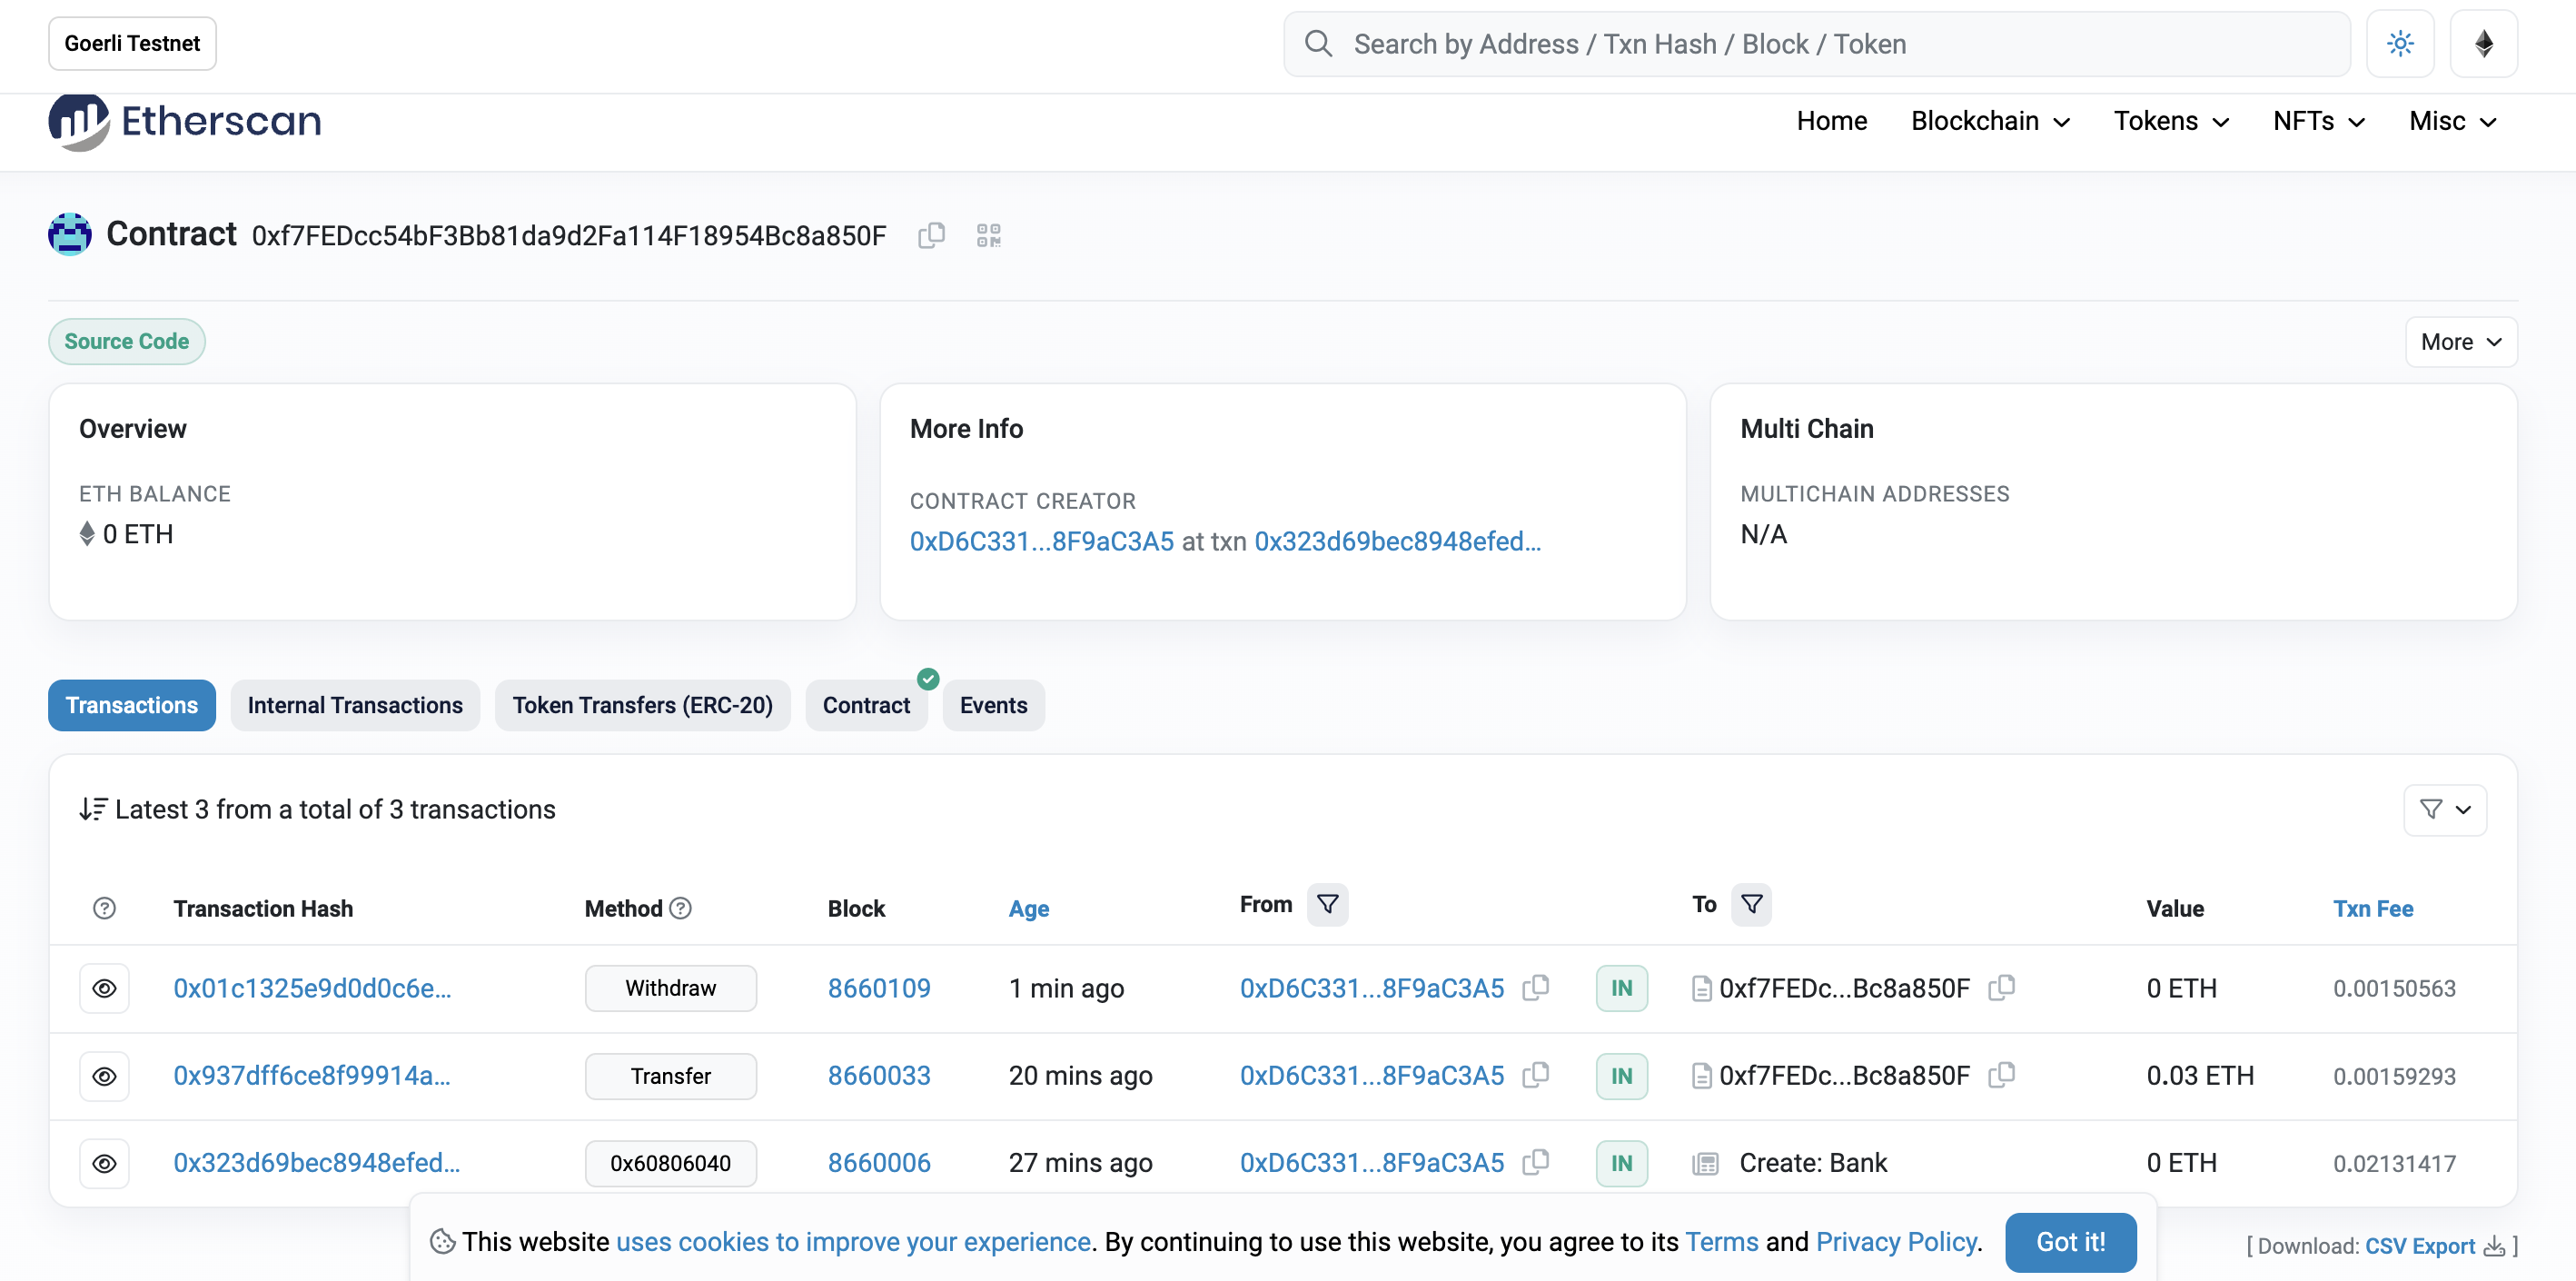 Goerli Testnet
Search by Address / Txn Hash / Block / Token
Etherscan
Home Blockchain Tokens NFTs Misc
Contract 0xf7FEDcc54bF3Bb81da9d2Fa114F18954Bc8a850F
Source Code
More
Overview
ETH BALANCE
0 ETH
More Info
CONTRACT CREATOR
0xD6C331...8F9aC3A5 at txn 0x323d69bec8948efed...
Multi Chain
MULTICHAIN ADDRESSES
N/A
Transactions Internal Transactions Token Transfers (ERC-20) Contract Events
Latest 3 from a total of 3 transactions
Transaction Hash Method Block Age From To Value Txn Fee
0x01c1325e9d0d0c6e... Withdraw 8660109 1 min ago 0xD6C331...8F9aC3A5 IN 0xf7FEDc...Bc8a850F 0 ETH 0.00150563
0x937dff6ce8f99914a... Transfer 8660033 20 mins ago 0xD6C331...8F9aC3A5 IN 0xf7FEDc...Bc8a850F 0.03 ETH 0.00159293
0x323d69bec8948efed... 0x60806040 8660006 27 mins ago 0xD6C331...8F9aC3A5 IN Create: Bank 0 ETH 0.02131417
This website uses cookies to improve your experience. By continuing to use this website, you agree to its Terms and Privacy Policy. Got it!
[ Download: CSV Export ]